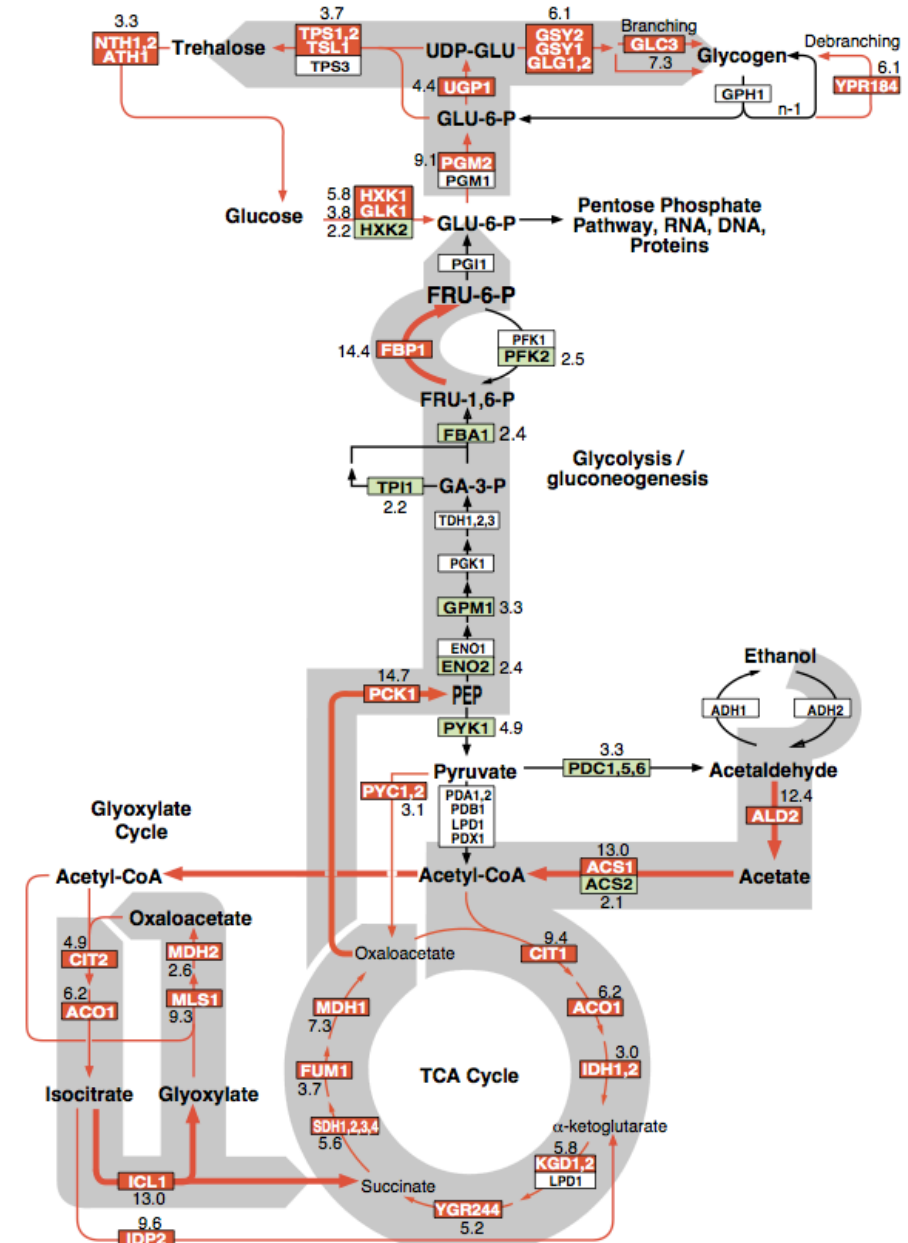 3.3
NTH1,2
ATH1
Trehalose
3.7
TPS1,2
TSL1
TPS3
UDP-GLU
6.1
GSY2
GSY1
GLG1,2
Branching
GLC3
7.3
Glycogen
Debranching
6.1
YPR184
GPH1
n-1
4.4
UGP1
GLU-6-P
9.1
PGM2
PGM1
Glucose
5.8
HXK1
3.8
GLK1
2.2
HXK2
GLU-6-P
Pentose Phosphate
Pathway, RNA, DNA,
Proteins
PGI1
FRU-6-P
14.4
FBP1
PFK1
PFK2
2.5
FRU-1,6-P
FBA1
2.4
Glycolysis /
gluconeogenesis
TPI1
2.2
GA-3-P
TDH1,2,3
PGK1
GPM1
3.3
ENO1
ENO2
2.4
14.7
PCK1
PEP
PYK1
4.9
Ethanol
ADH1
ADH2
Pyruvate
3.3
PDC1,5,6
Acetaldehyde
PYC1,2
3.1
PDA1,2
PDB1
LPD1
PDX1
12.4
ALD2
Glyoxylate
Cycle
Acetyl-CoA
Acetyl-CoA
13.0
ACS1
ACS2
2.1
Acetate
Oxaloacetate
4.9
CIT2
MDH2
2.6
6.2
ACO1
MLS1
9.3
Isocitrate
Glyoxylate
ICL1
13.0
9.6
IDP2
Oxaloacetate
9.4
CIT1
6.2
ACO1
3.0
IDH1,2
MDH1
7.3
TCA Cycle
FUM1
3.7
SDH1,2,3,4
5.6
α-ketoglutarate
5.8
KGD1,2
LPD1
Succinate
YGR244
5.2